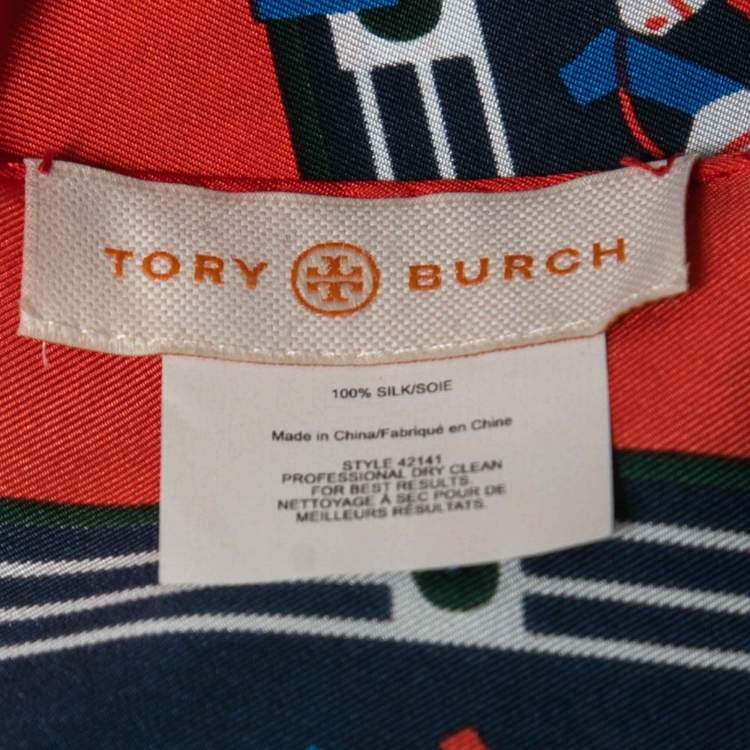 TORY BURCH
100% SILK/SOIE
Made in China/Fabriqué en Chine
STYLE 42141
PROFESSIONAL DRY CLEAN
FOR BEST RESULTS.
NETTOYAGE À SEC POUR DE
MEILLEURS RÉSULTATS.